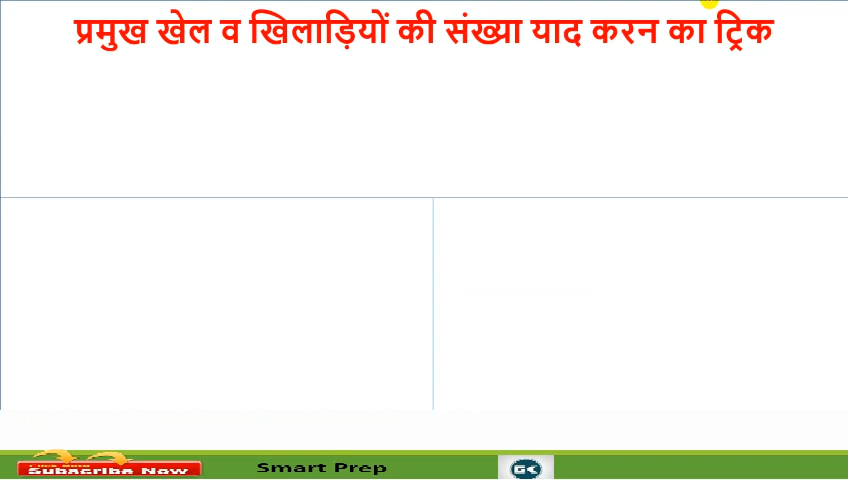 प्रमुख खेल व खिलाड़ियों की संख्या याद करन का ट्रिक
Subscribe Now
Smart Prep
GK